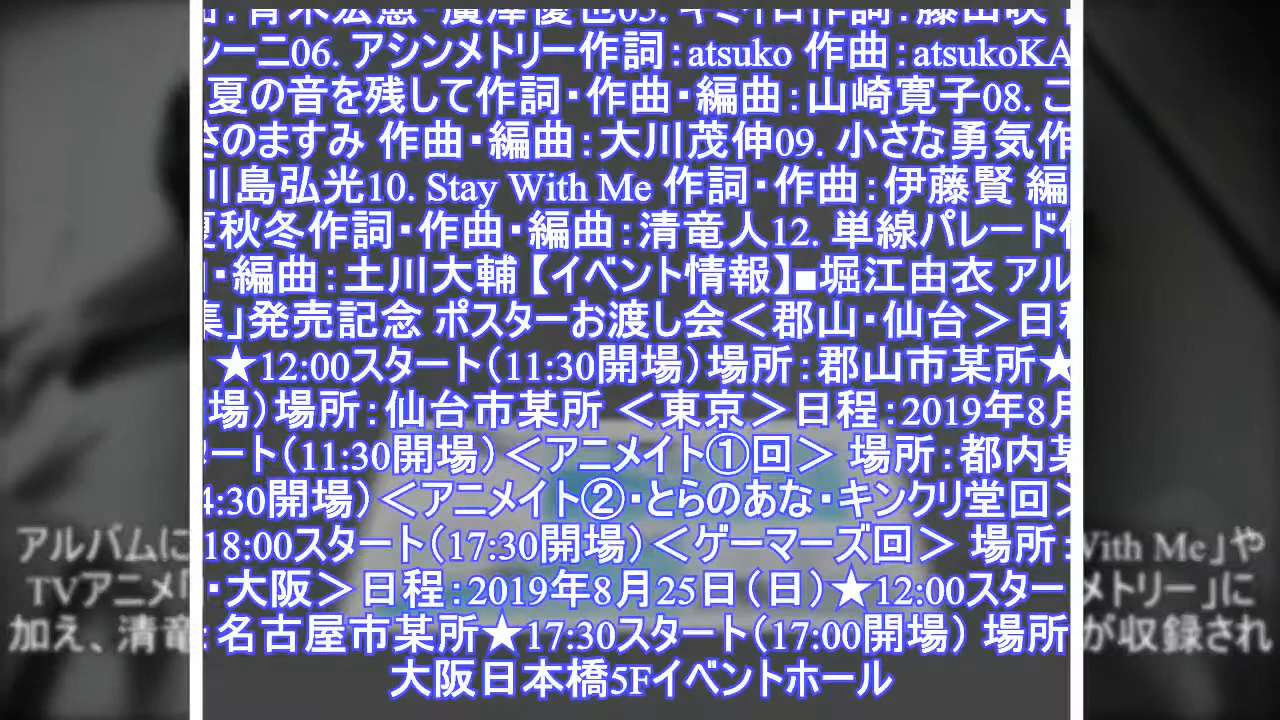 曲：青木宏憲・廣澤優也05. キミイロ作詞：藤田咲
シーニ06. アシンメトリー作詞：atsuko 作曲：atsukoKA
夏の音を残して作詞・作曲・編曲：山崎寛子08. こ
さのますみ 作曲・編曲：大川茂伸09. 小さな勇気作
川島弘光10. Stay With Me 作詞・作曲：伊藤賢 編
夏秋冬作詞・作曲・編曲：清竜人12. 単線パレード作
・編曲：土川大輔【イベント情報】■堀江由衣 アル
集」発売記念 ポスターお渡し会＜郡山・仙台＞日程
★12:00スタート（11:30開場）場所：郡山市某所★
場）場所：仙台市某所 ＜東京＞日程：2019年8月
ート（11:30開場）＜アニメイト①回＞ 場所：都内某
4:30開場）＜アニメイト②・とらのあな・キンクリ堂回＞
18:00スタート（17:30開場）＜ゲーマーズ回＞ 場所：
・大阪＞日程：2019年8月25日（日）★12:00スター
：名古屋市某所★17:30スタート（17:00開場） 場所
大阪日本橋5Fイベントホール
アルバムに
TVアニメ
加え、清竜
With Me」や
メトリー」に
が収録され